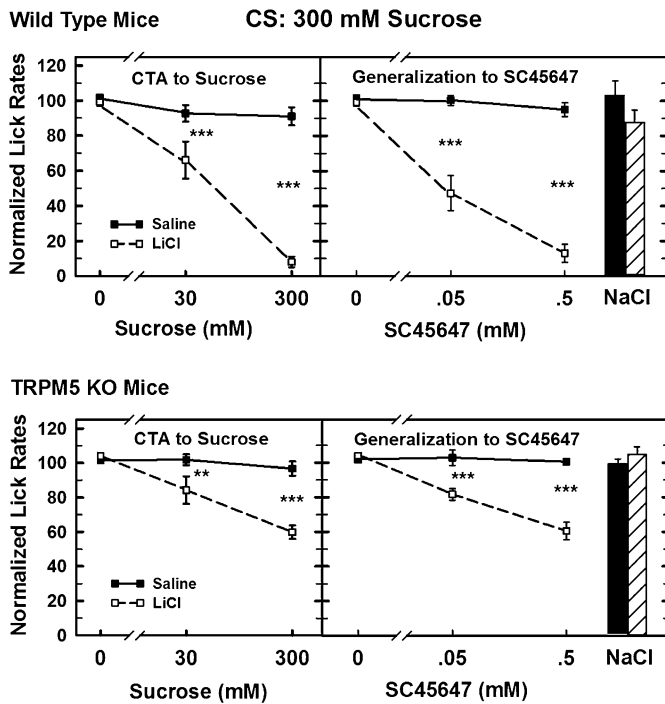 Wild Type Mice CS: 300 mM Sucrose
Normalized Lick Rates
120
100
80
60
40
20
0
CTA to Sucrose
***
***
Saline
LiCl
0 30 300
Sucrose (mM)
Generalization to SC45647
***
***
0 .05 .5
SC45647 (mM)
NaCl
TRPM5 KO Mice
Normalized Lick Rates
120
100
80
60
40
20
0
CTA to Sucrose
**
***
Saline
LiCl
0 30 300
Sucrose (mM)
Generalization to SC45647
***
***
0 .05 .5
SC45647 (mM)
NaCl